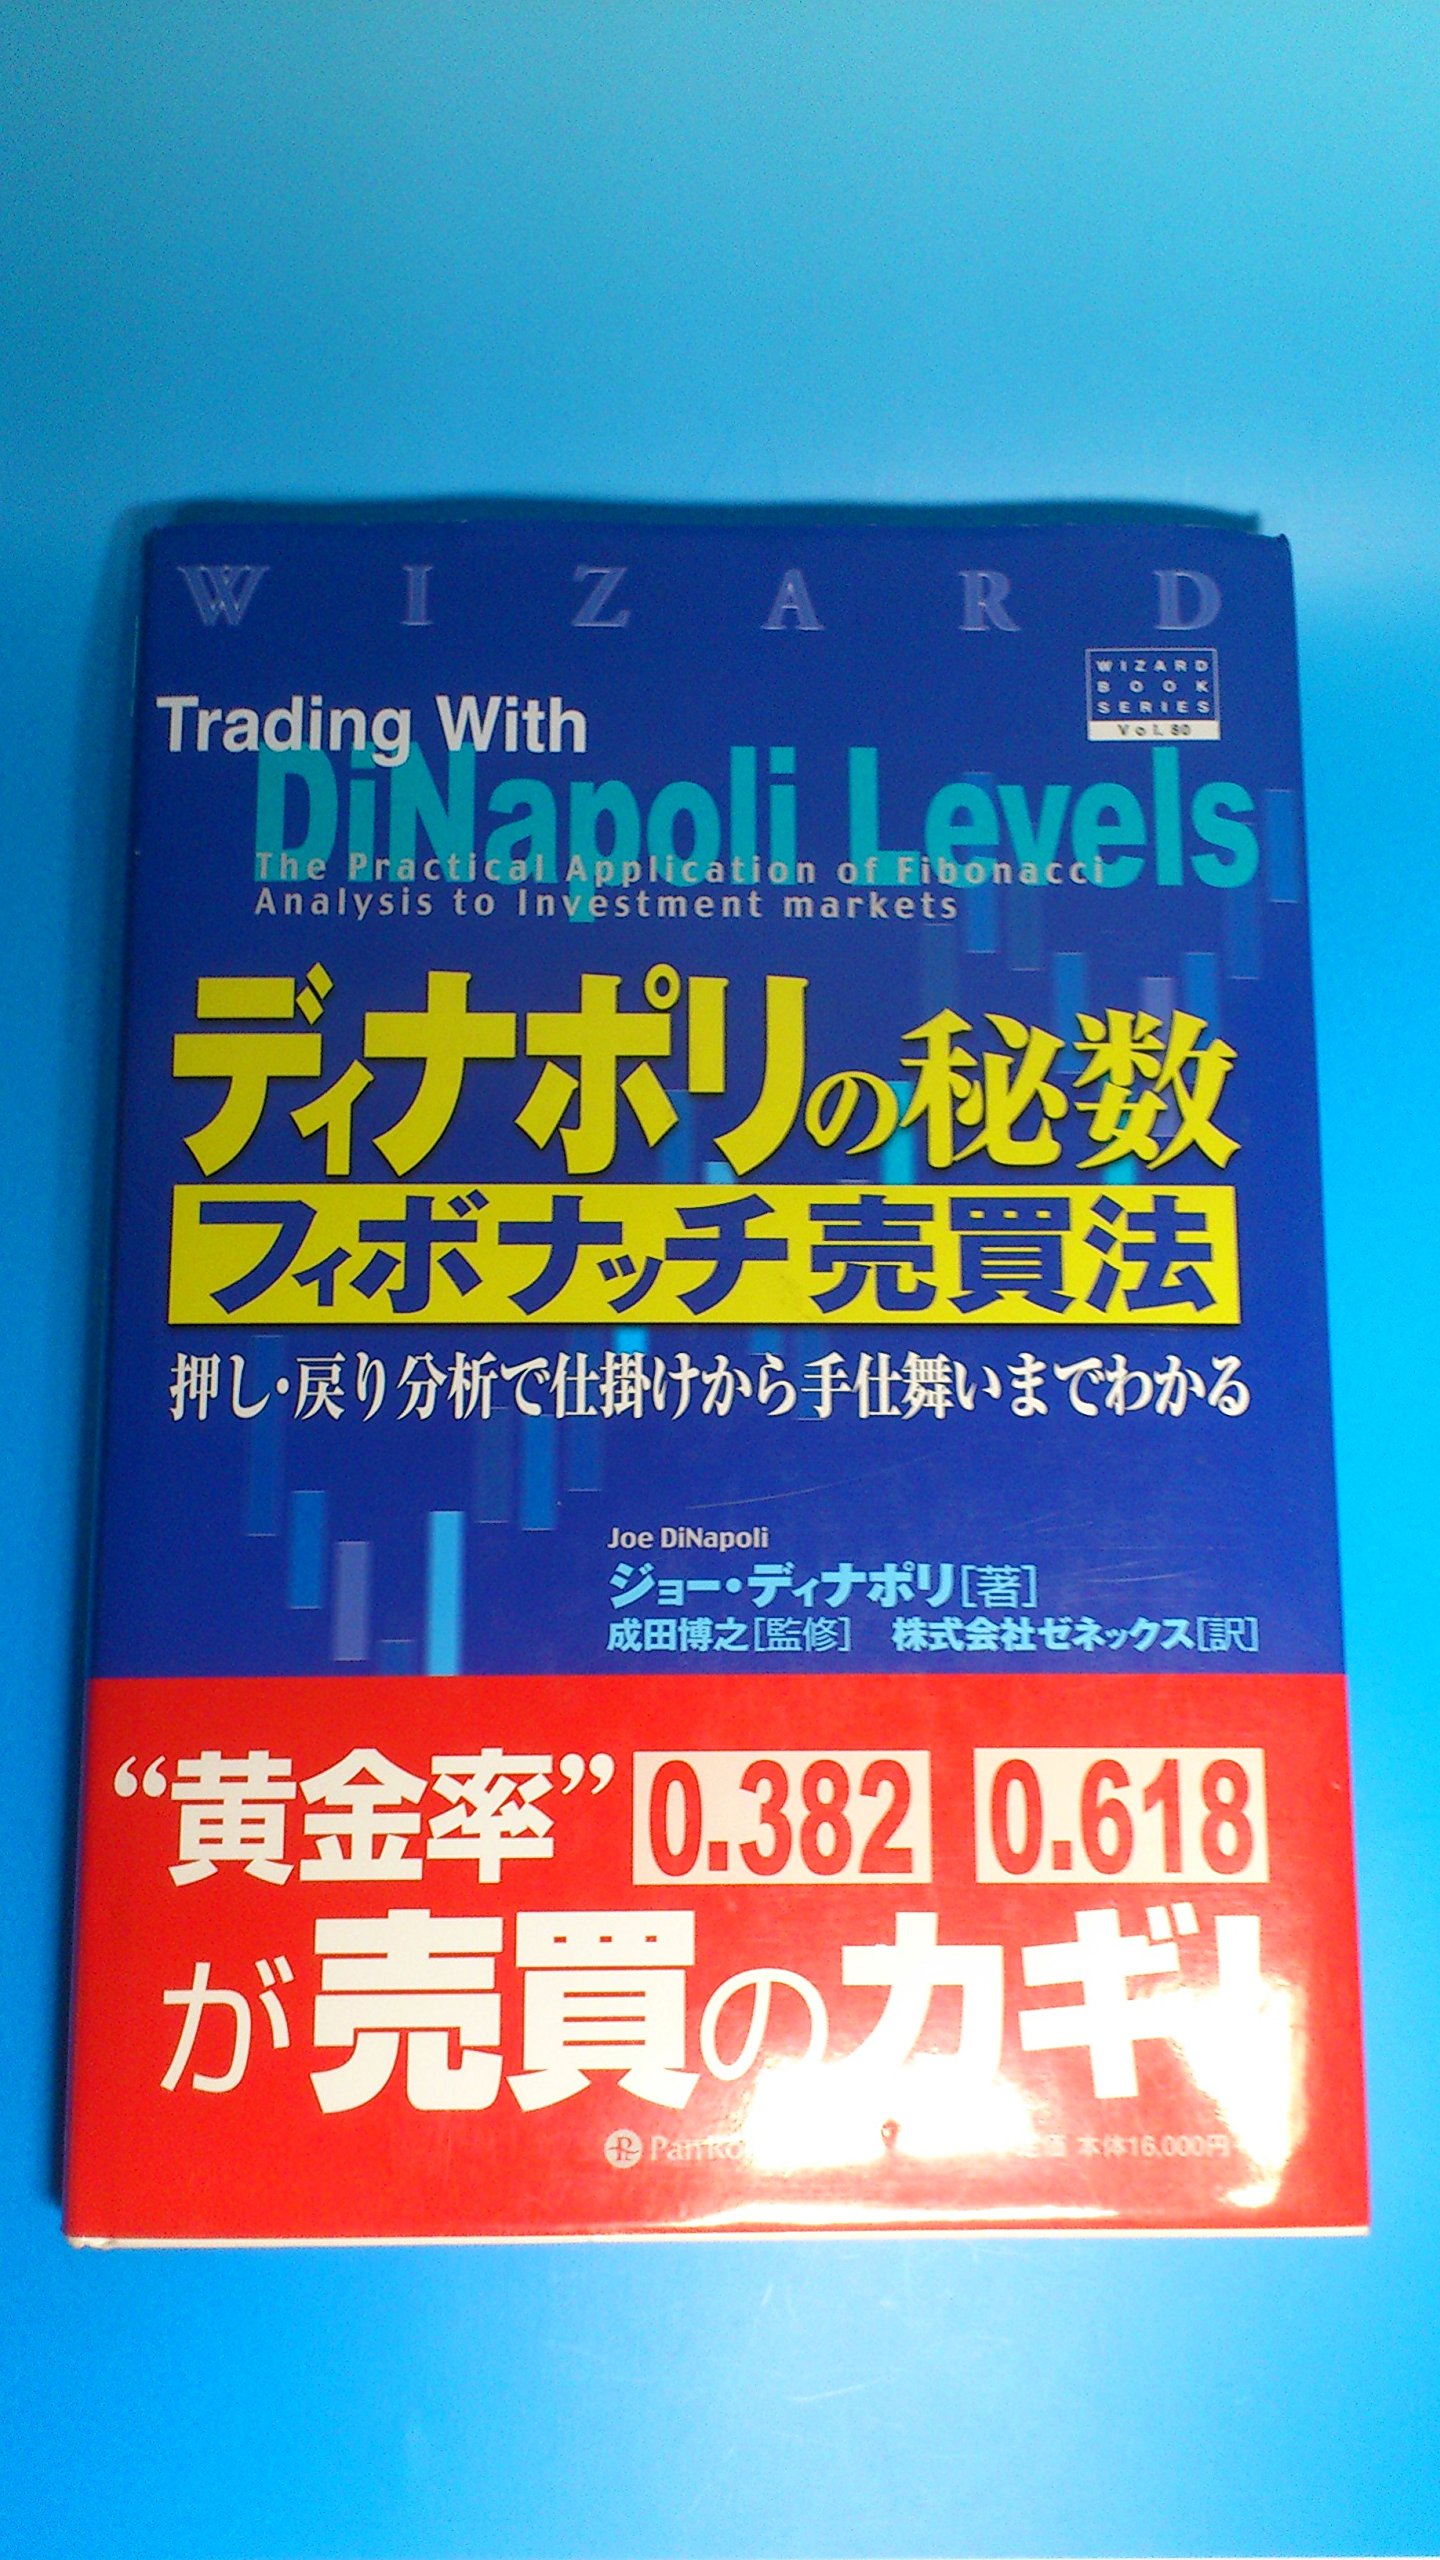 WIZARD
WIZARD
BOOK
SERIES
Vol. 80
Trading With
DiNapoli Levels
The Practical Application of Fibonacci
Analysis to Investment markets
ディナポリの秘数
フィボナッチ売買法
押し・戻り分析で仕掛けから手仕舞いまでわかる
Joe DiNapoli
ジョー・ディナポリ[著]
成田博之[監修] 株式会社ゼネックス[訳]
“黄金率” 0.382 0.618
が売買のカギ!
定価 本体16,000円